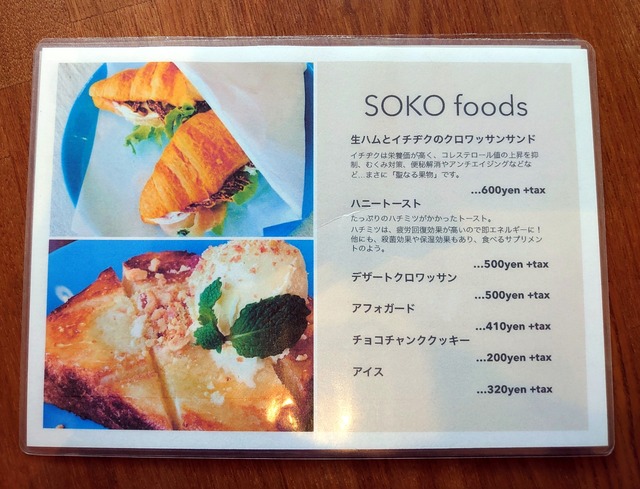 SOKO foods
生ハムとイチヂクのクロワッサンサンド
イチヂクは栄養価が高く、コレステロール値の上昇を抑
制、むくみ対策、便秘解消やアンチエイジングなどな
ど…まさに「聖なる果物」です。
...600yen +tax
ハニートースト
たっぷりのハチミツがかかったトースト。
ハチミツは、疲労回復効果が高いので即エネルギーに！
他にも、殺菌効果や保湿効果もあり、食べるサプリメン
トのよう。
...500yen +tax
デザートクロワッサン
...500yen +tax
アフォガード
...410yen +tax
チョコチャンククッキー
...200yen +tax
アイス
...320yen +tax